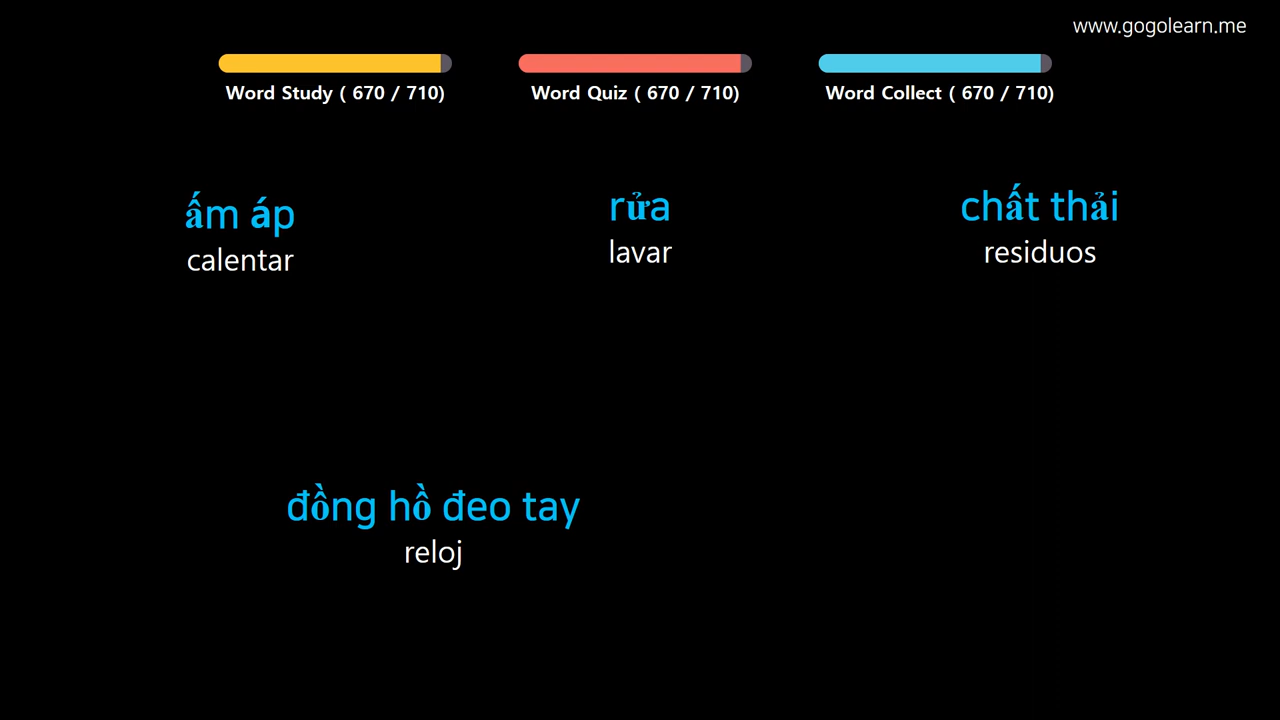 www.gogolearn.me
Word Study ( 670 / 710)
Word Quiz ( 670 / 710)
Word Collect ( 670 / 710)
ấm áp
calentar
rửa
lavar
chất thải
residuos
đồng hồ đeo tay
reloj